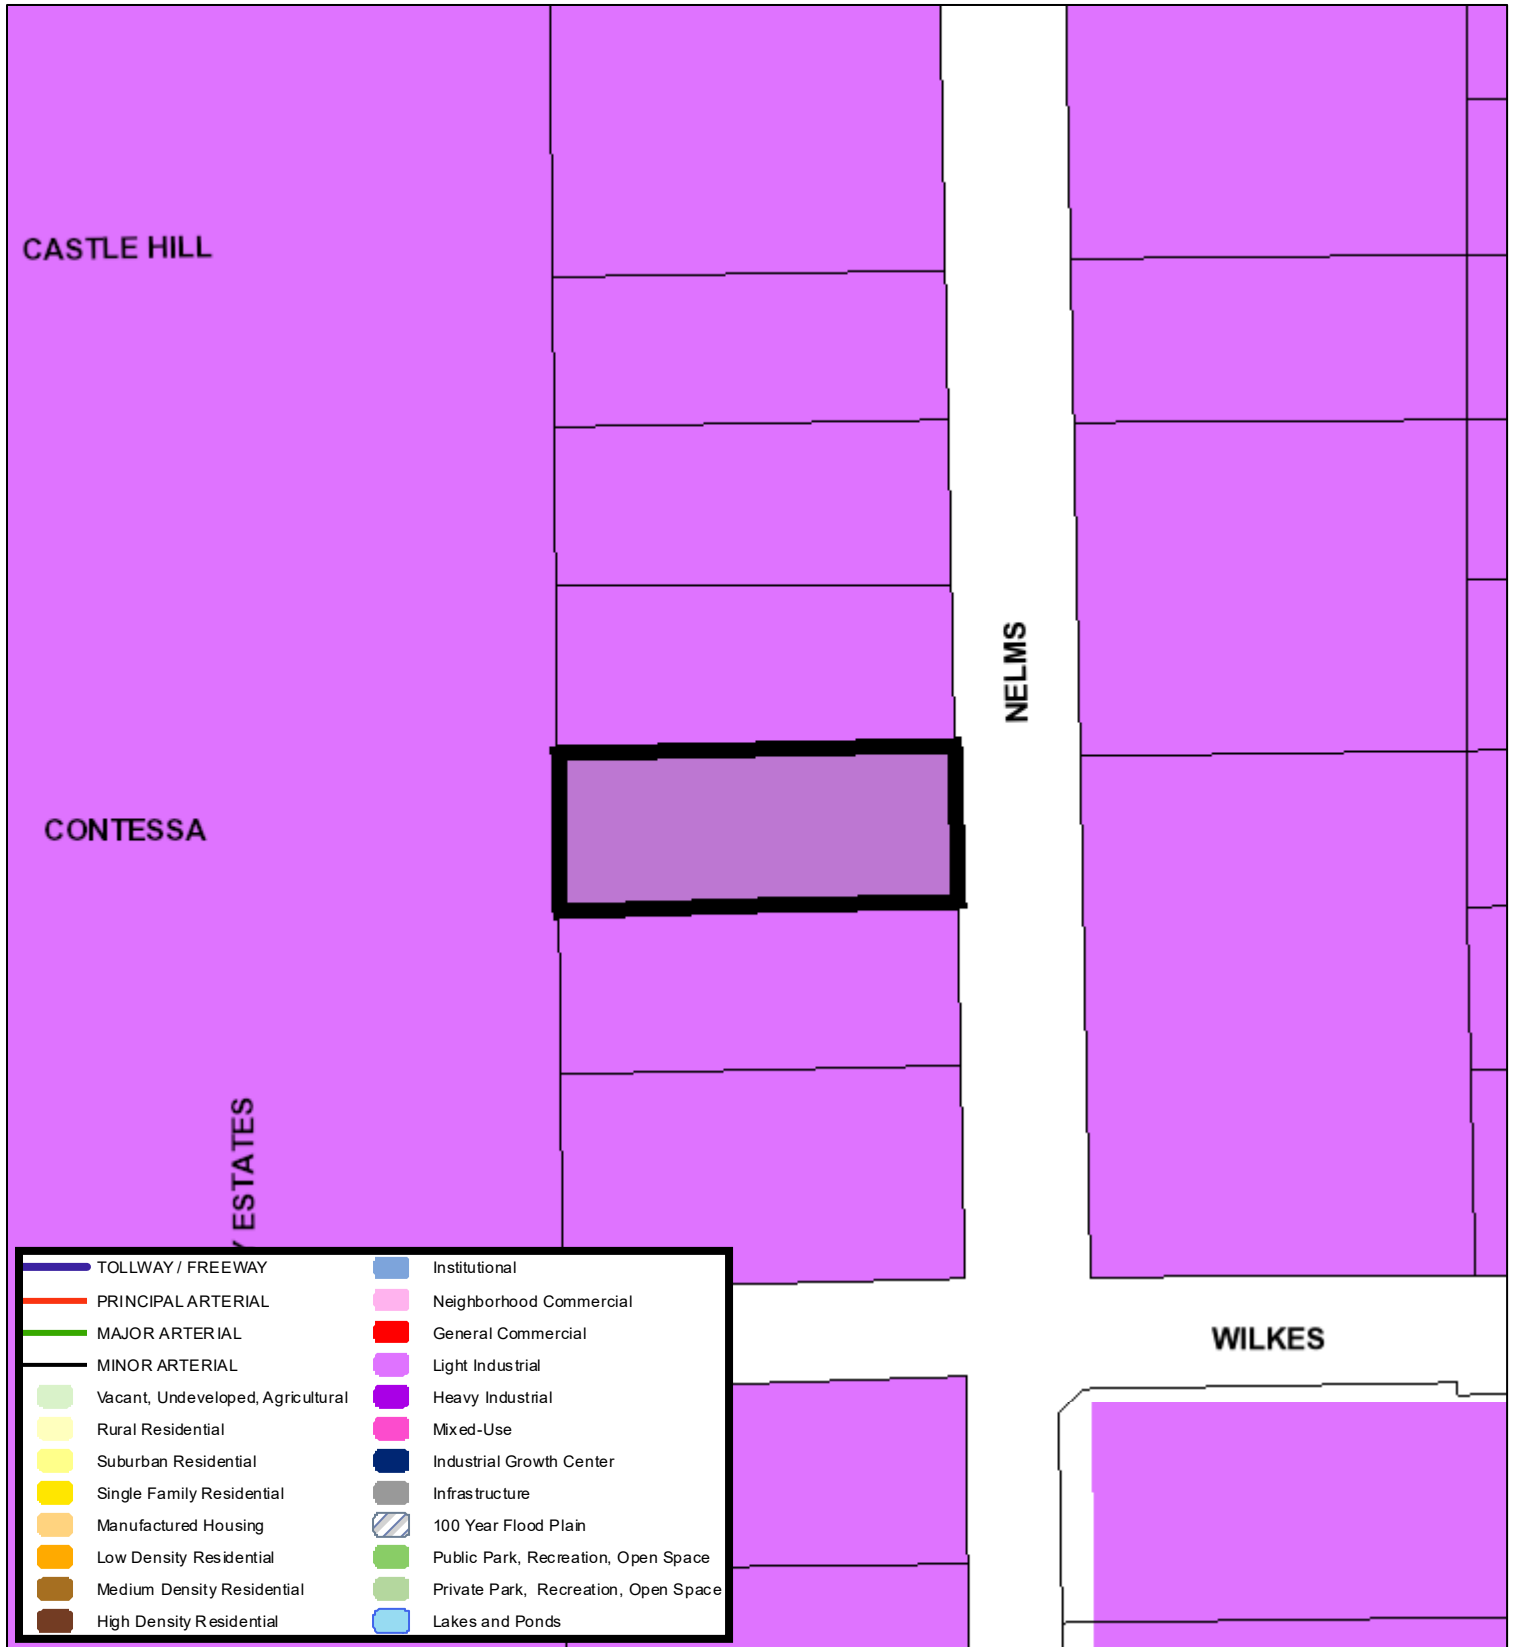 CASTLE HILL
NELMS
CONTESSA
ESTATES
WILKES
TOLLWAY / FREEWAY
PRINCIPAL ARTERIAL
MAJOR ARTERIAL
MINOR ARTERIAL
Vacant, Undeveloped, Agricultural
Rural Residential
Suburban Residential
Single Family Residential
Manufactured Housing
Low Density Residential
Medium Density Residential
High Density Residential
Institutional
Neighborhood Commercial
General Commercial
Light Industrial
Heavy Industrial
Mixed-Use
Industrial Growth Center
Infrastructure
100 Year Flood Plain
Public Park, Recreation, Open Space
Private Park, Recreation, Open Space
Lakes and Ponds